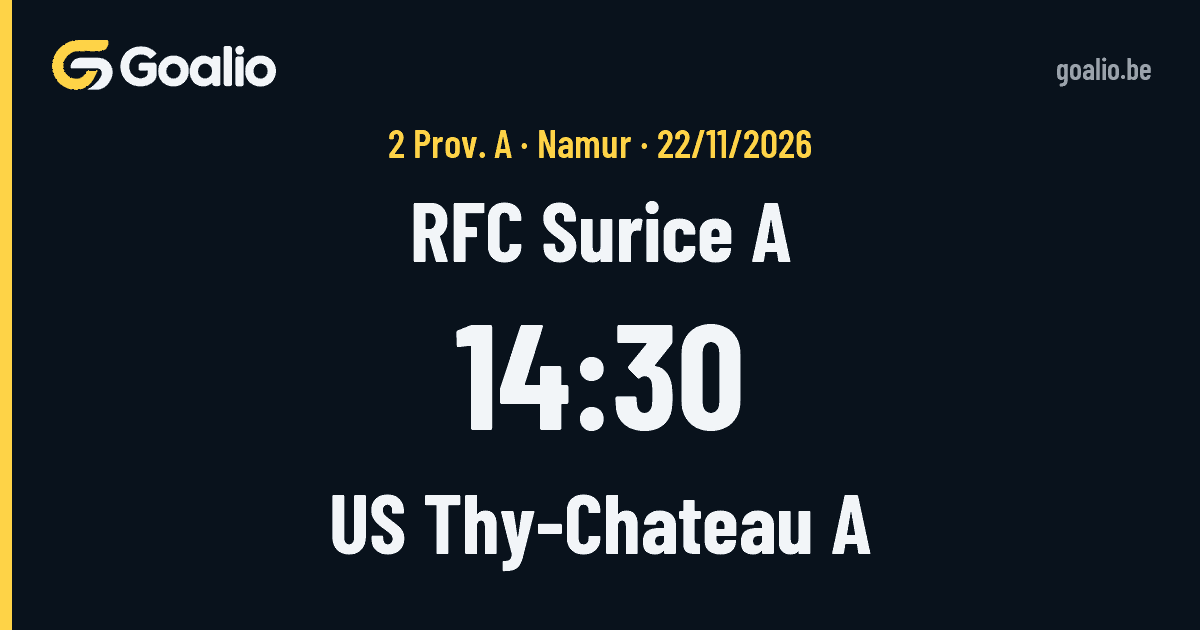 Goalio
goalio.be
2 Prov. A · Namur · 22/11/2026
RFC Surice A
14:30
US Thy-Chateau A